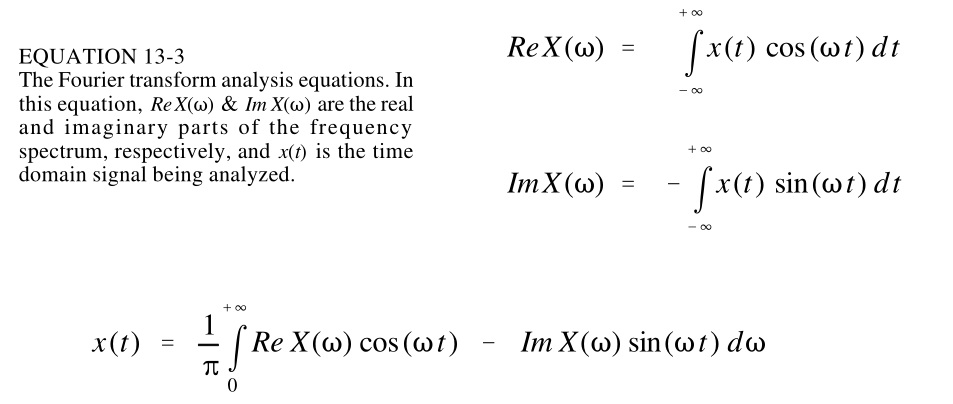 EQUATION 13-3
The Fourier transform analysis equations. In
this equation, Re X(ω) & Im X(ω) are the real
and imaginary parts of the frequency
spectrum, respectively, and x(t) is the time
domain signal being analyzed.
Re X(ω) = ∫_{-∞}^{+∞} x(t) cos(ωt) dt
Im X(ω) = - ∫_{-∞}^{+∞} x(t) sin(ωt) dt
x(t) = 1/π ∫_{0}^{+∞} Re X(ω) cos(ωt) - Im X(ω) sin(ωt) dω